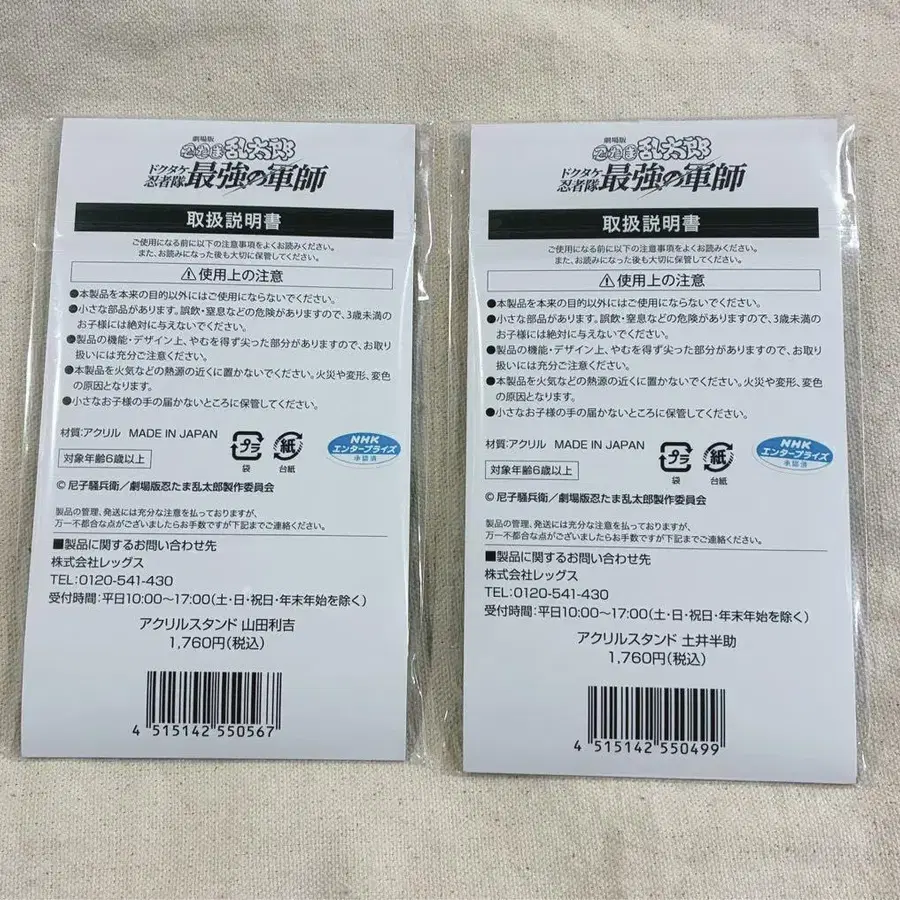 劇場版
忍たま乱太郎
ドクタケ
忍者隊 最強の軍師
取扱説明書
ご使用になる前に以下の注意事項をよくお読みください。
また、お読みになった後も大切に保管してください。
⚠使用上の注意
●本製品を本来の目的以外にはご使用にならないでください。
●小さな部品があります。誤飲・窒息などの危険がありますので、3歳未満の
お子様には絶対に与えないでください。
●製品の機能・デザイン上、やむを得ず尖った部分がありますので、お取り
扱いには充分ご注意ください。
●本製品を火気などの熱源の近くに置かないでください。火災や変形、変色
の原因となります。
●小さなお子様の手の届かないところに保管してください。
材質:アクリル MADE IN JAPAN
対象年齢6歳以上
プラ
袋
紙
台紙
NHK
エンタープライズ
承認済
© 尼子騒兵衛/劇場版忍たま乱太郎製作委員会
製品の管理、発送には充分な注意を払っておりますが、
万一不都合な点がございましたらお手数ですが下記までご連絡ください。
■製品に関するお問い合わせ先
株式会社レッグス
TEL:0120-541-430
受付時間:平日10:00〜17:00(土・日・祝日・年末年始を除く)
アクリルスタンド 山田利吉
1,760円(税込)
4 515142 550567
劇場版
忍たま乱太郎
ドクタケ
忍者隊 最強の軍師
取扱説明書
ご使用になる前に以下の注意事項をよくお読みください。
また、お読みになった後も大切に保管してください。
⚠使用上の注意
●本製品を本来の目的以外にはご使用にならないでください。
●小さな部品があります。誤飲・窒息などの危険がありますので、3歳未満の
お子様には絶対に与えないでください。
●製品の機能・デザイン上、やむを得ず尖った部分がありますので、お取り
扱いには充分ご注意ください。
●本製品を火気などの熱源の近くに置かないでください。火災や変形、変色
の原因となります。
●小さなお子様の手の届かないところに保管してください。
材質:アクリル MADE IN JAPAN
対象年齢6歳以上
プラ
袋
紙
台紙
NHK
エンタープライズ
承認済
© 尼子騒兵衛/劇場版忍たま乱太郎製作委員会
製品の管理、発送には充分な注意を払っておりますが、
万一不都合な点がございましたらお手数ですが下記までご連絡ください。
■製品に関するお問い合わせ先
株式会社レッグス
TEL:0120-541-430
受付時間:平日10:00〜17:00(土・日・祝日・年末年始を除く)
アクリルスタンド 土井半助
1,760円(税込)
4 515142 550499